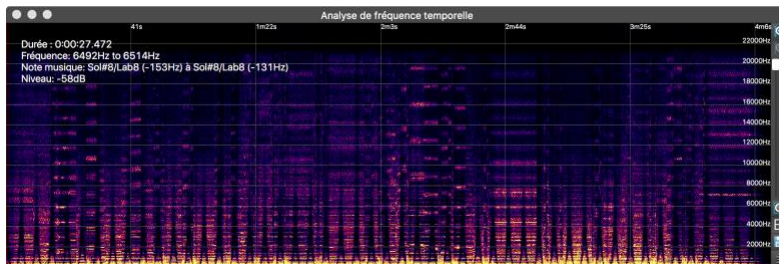 Analyse de fréquence temporelle
41s 1m22s 2m3s 2m44s 3m25s 4m6s
Durée : 0:00:27.472
Fréquence: 6492Hz to 6514Hz
Note musique: Sol#8/Lab8 (-153Hz) à Sol#8/Lab8 (-131Hz)
Niveau: -58dB
22000Hz
20000Hz
18000Hz
16000Hz
14000Hz
12000Hz
10000Hz
8000Hz
6000Hz
4000Hz
2000Hz